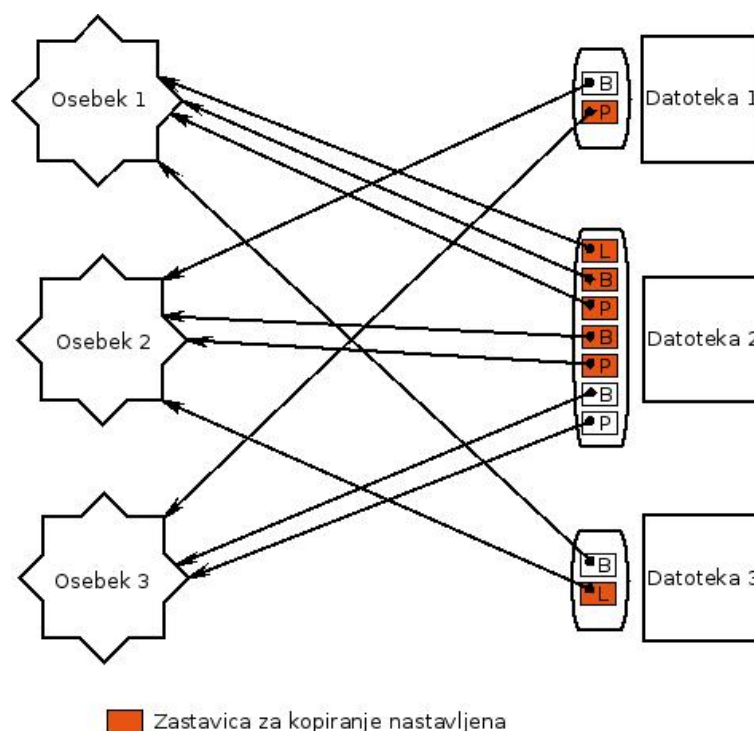 Osebek 1
B
P
Datoteka 1
L
B
P
B
P
B
P
Osebek 2
Datoteka 2
Osebek 3
B
L
Datoteka 3
Zastavica za kopiranje nastavljena